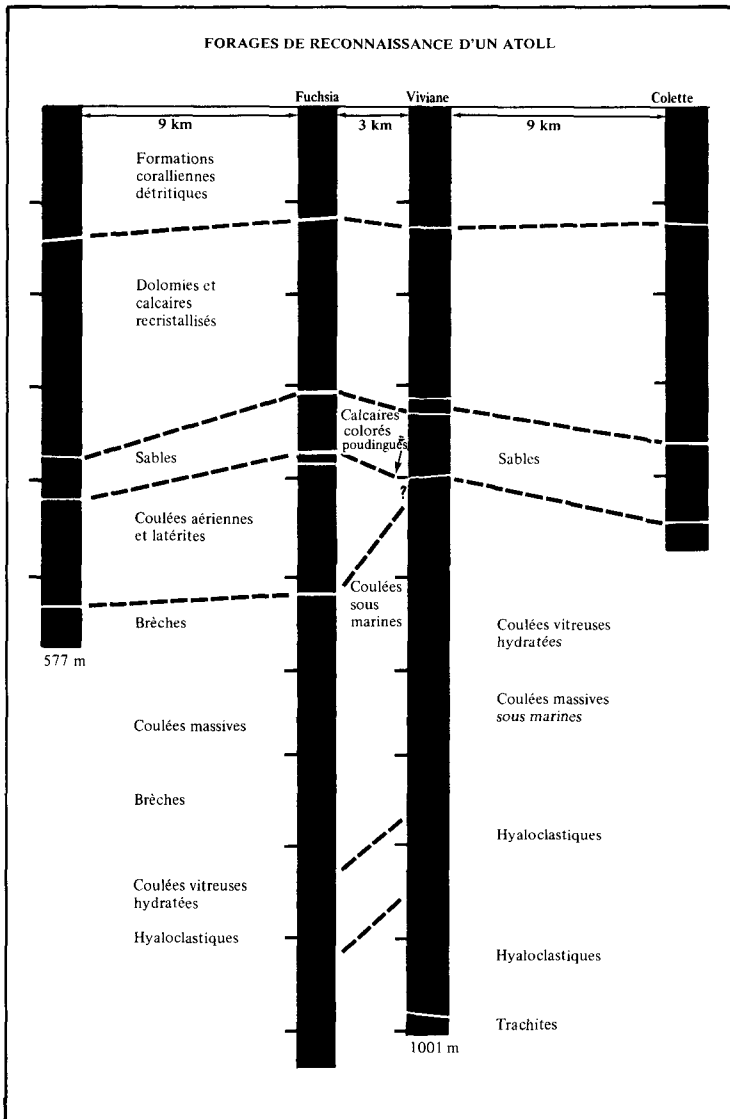 FORAGES DE RECONNAISSANCE D'UN ATOLL
Fuchsia
Viviane
Colette
9 km
3 km
9 km
Formations
coralliennes
détritiques
Dolomies et
calcaires
recristallisés
Calcaires
colorés
poudingues
Sables
Sables
?
Coulées aériennes
et latérites
Coulées
sous
marines
Brèches
Coulées vitreuses
hydratées
577 m
Coulées massives
sous marines
Coulées massives
Brèches
Hyaloclastiques
Coulées vitreuses
hydratées
Hyaloclastiques
Hyaloclastiques
Trachites
1001 m